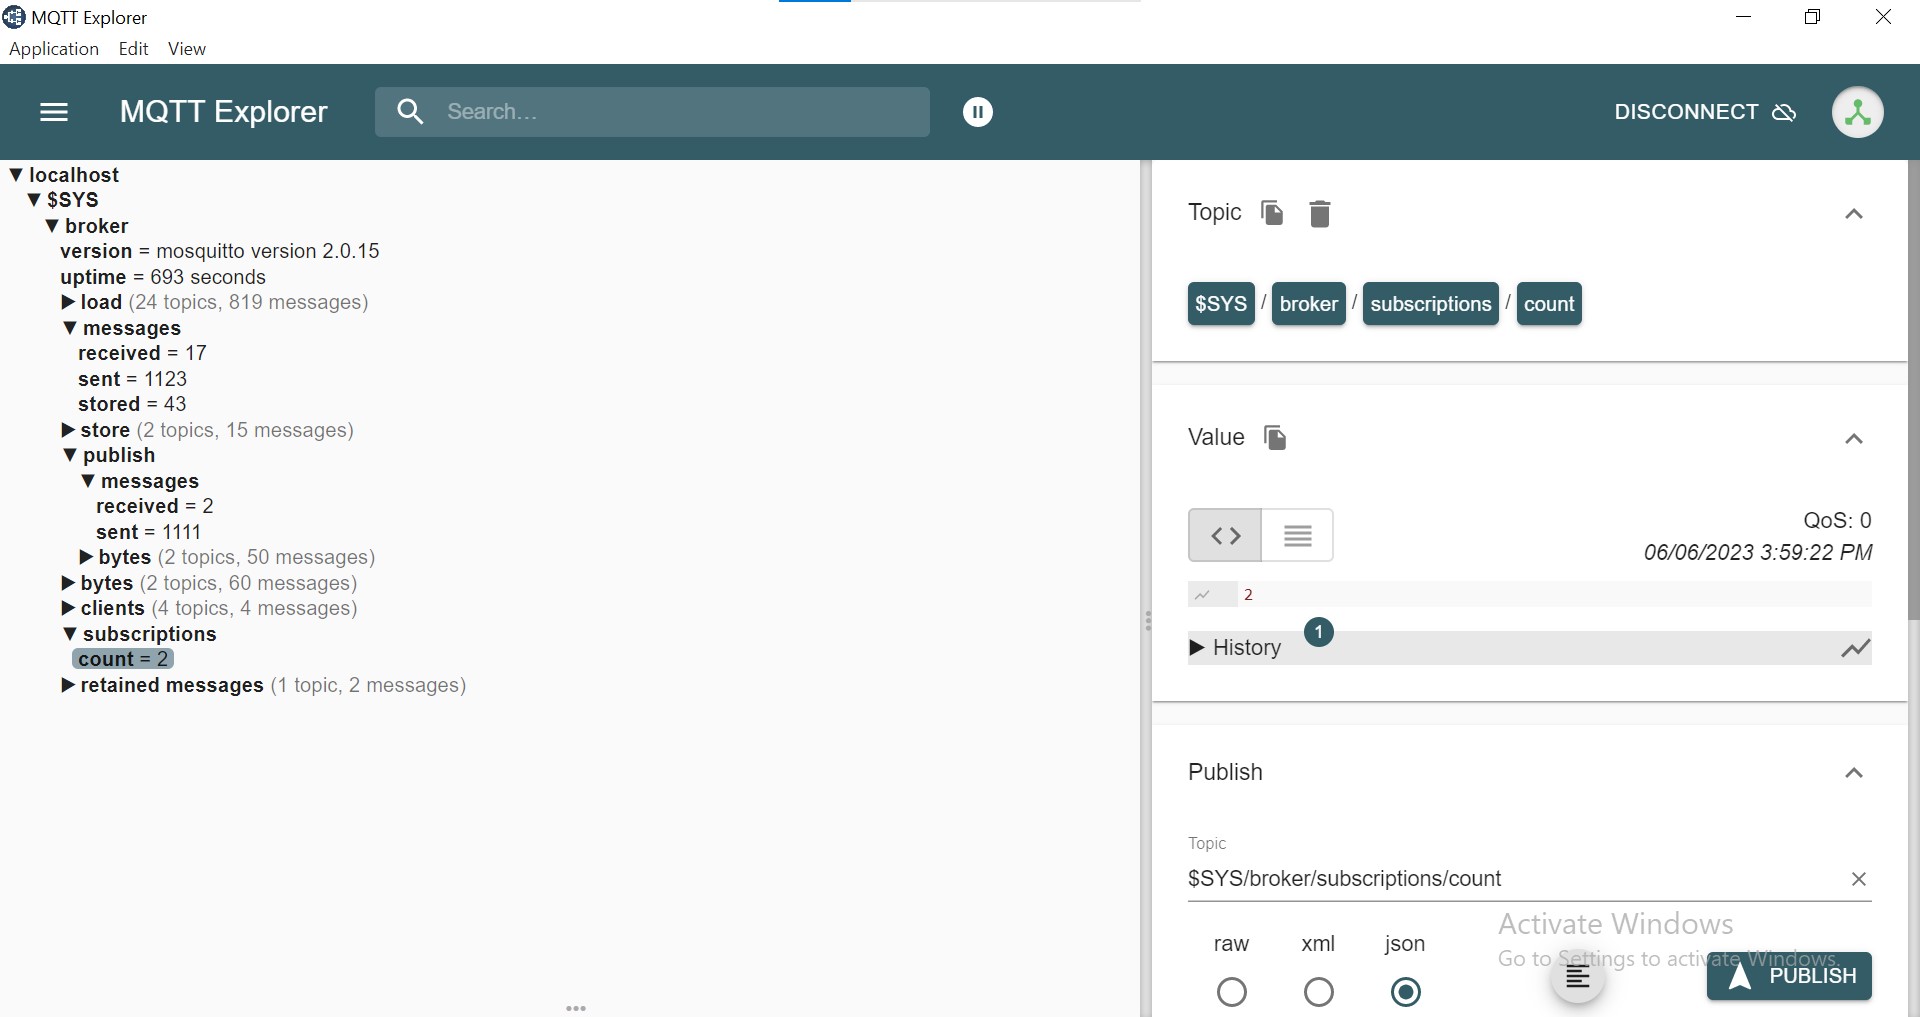 MQTT Explorer
Application Edit View
MQTT Explorer Search... DISCONNECT
▼ localhost
▼ $SYS
▼ broker
version = mosquitto version 2.0.15
uptime = 693 seconds
▶ load (24 topics, 819 messages)
▼ messages
received = 17
sent = 1123
stored = 43
▶ store (2 topics, 15 messages)
▼ publish
▼ messages
received = 2
sent = 1111
▶ bytes (2 topics, 50 messages)
▶ bytes (2 topics, 60 messages)
▶ clients (4 topics, 4 messages)
▼ subscriptions
count = 2
▶ retained messages (1 topic, 2 messages)
Topic
$SYS / broker / subscriptions / count
Value
QoS: 0
06/06/2023 3:59:22 PM
2
▶ History 1
Publish
Topic
$SYS/broker/subscriptions/count
raw xml json
Activate Windows
Go to Settings to activate Windows.
PUBLISH